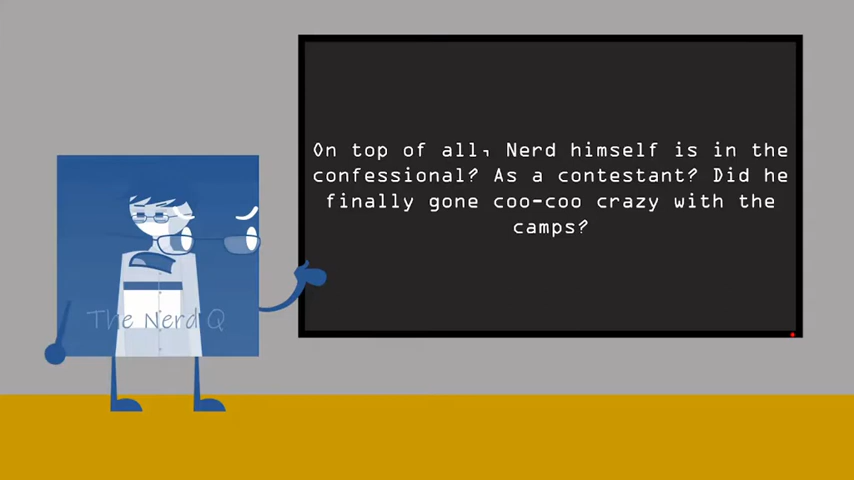 On top of all, Nerd himself is in the
confessional? As a contestant? Did he
finally gone coo-coo crazy with the
camps?
The Nerd Q